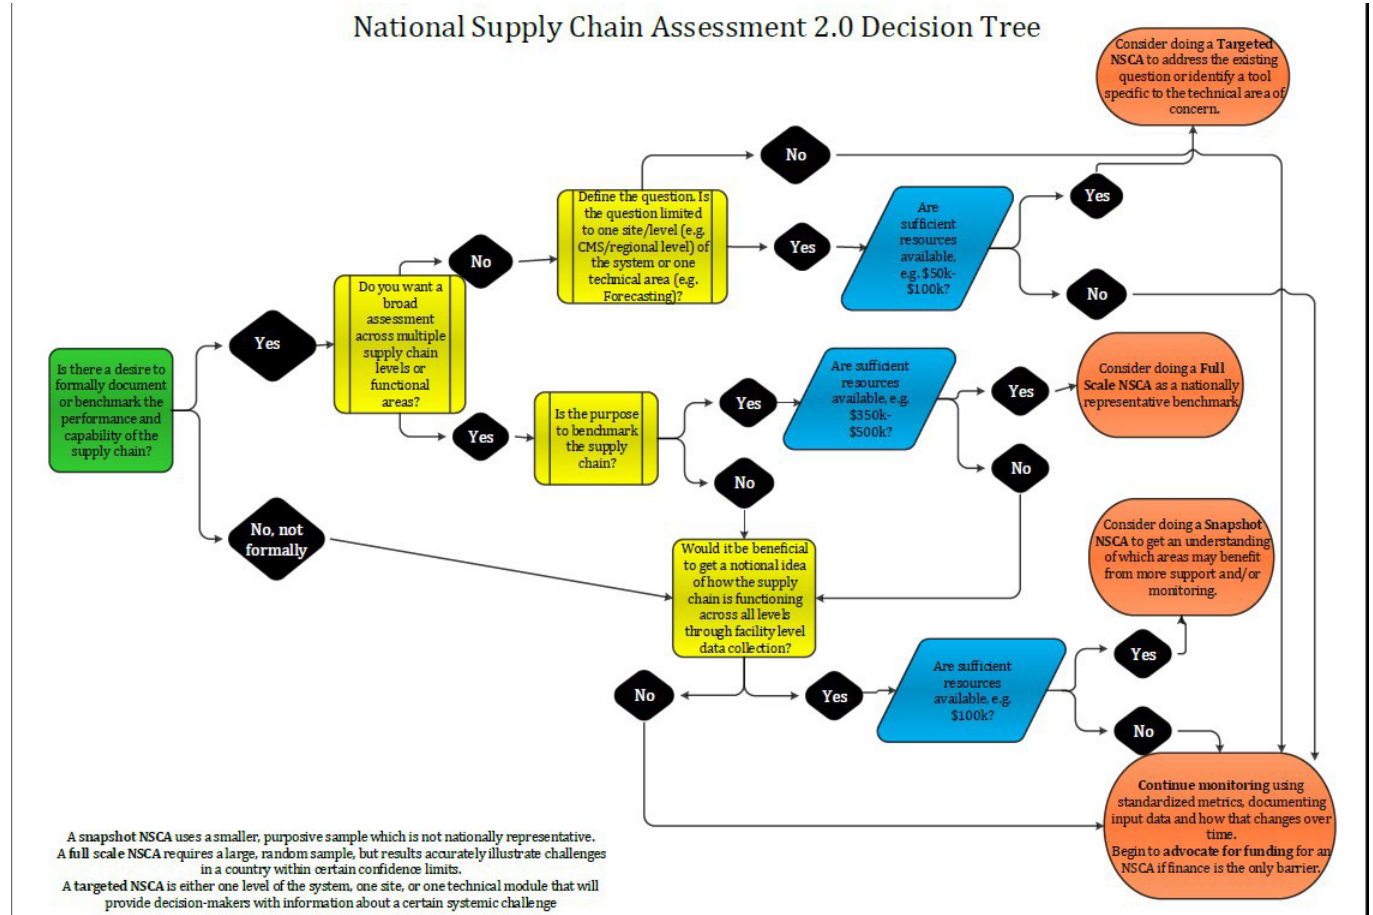 National Supply Chain Assessment 2.0 Decision Tree
Consider doing a Targeted
NSCA to address the existing
question or identify a tool
specific to the technical area of
concern.
No
Define the question. Is
the question limited
to one site/level (e.g.
CMS/regional level) of
the system or one
technical area (e.g.
Forecasting)?
Yes
Are
sufficient
resources
available,
e.g. $50k-
$100k?
Yes
No
No
Do you want a
broad
assessment
across multiple
supply chain
levels or
functional
areas?
Yes
Is there a desire to
formally document
or benchmark the
performance and
capability of the
supply chain?
Yes
Is the purpose
to benchmark
the supply
chain?
Yes
Are sufficient
resources
available, e.g.
$350k-
$500k?
Yes
Consider doing a Full
Scale NSCA as a nationally
representative benchmark
No
No
No, not
formally
Would it be beneficial
to get a notional idea
of how the supply
chain is functioning
across all levels
through facility level
data collection?
Consider doing a Snapshot
NSCA to get an understanding
of which areas may benefit
from more support and/or
monitoring.
No
Yes
Are sufficient
resources
available, e.g.
$100k?
Yes
No
Continue monitoring using
standardized metrics, documenting
input data and how that changes over
time.
Begin to advocate for funding for an
NSCA if finance is the only barrier.
A snapshot NSCA uses a smaller, purposive sample which is not nationally representative.
A full scale NSCA requires a large, random sample, but results accurately illustrate challenges
in a country within certain confidence limits.
A targeted NSCA is either one level of the system, one site, or one technical module that will
provide decision-makers with information about a certain systemic challenge